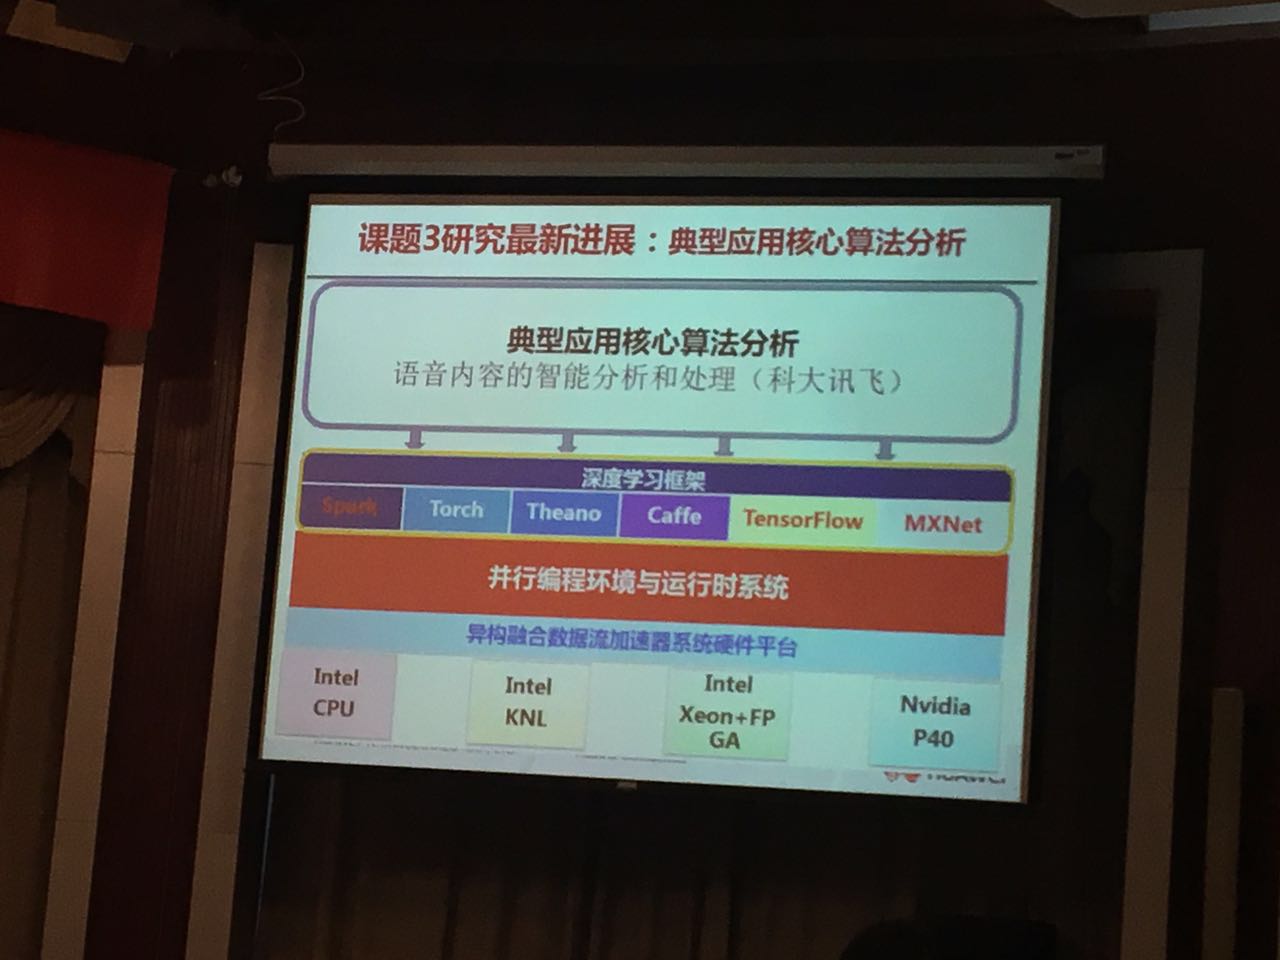 课题3研究最新进展：典型应用核心算法分析
典型应用核心算法分析
语音内容的智能分析和处理（科大讯飞）
深度学习框架
Spark Torch Theano Caffe TensorFlow MXNet
并行编程环境与运行时系统
异构融合数据流加速器系统硬件平台
Intel
CPU
Intel
KNL
Intel
Xeon+FP
GA
Nvidia
P40
HUAWEI